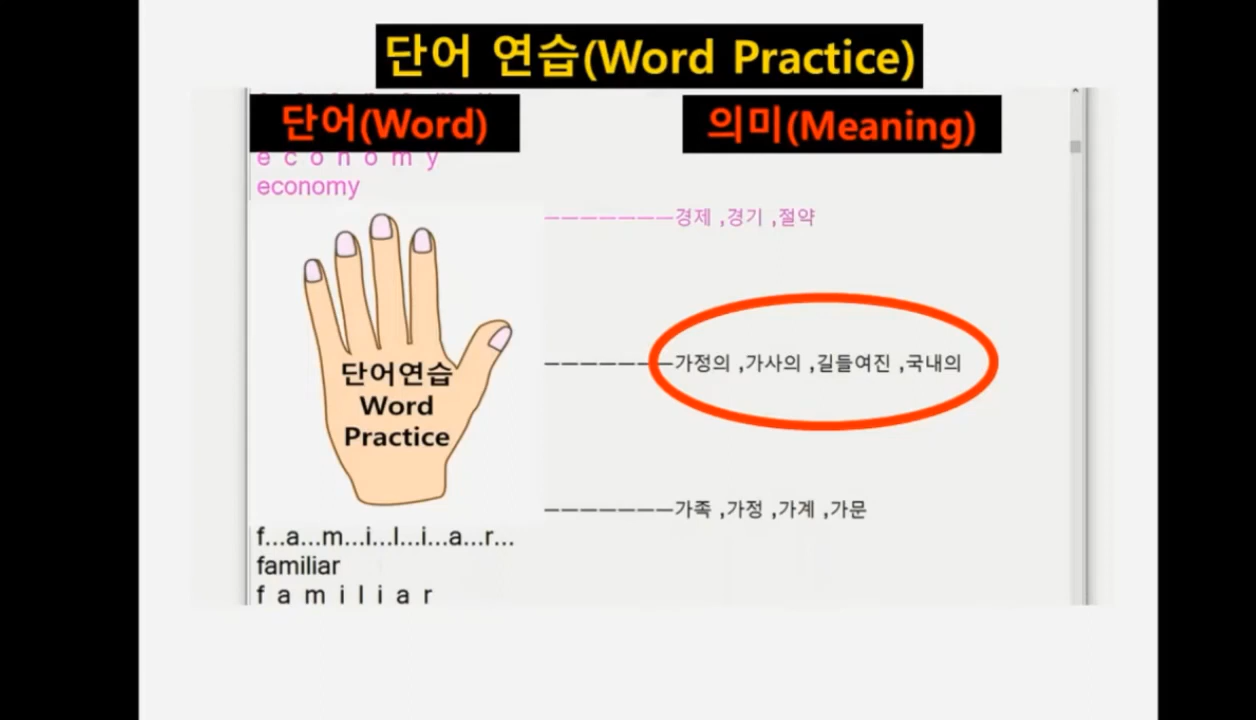 단어 연습(Word Practice)
단어(Word)
의미(Meaning)
e c o n o m y
economy
———————경제 ,경기 ,절약
단어연습
Word
Practice
———————가정의 ,가사의 ,길들여진 ,국내의
———————가족 ,가정 ,가계 ,가문
f...a...m...i...l...i...a...r...
familiar
f a m i l i a r